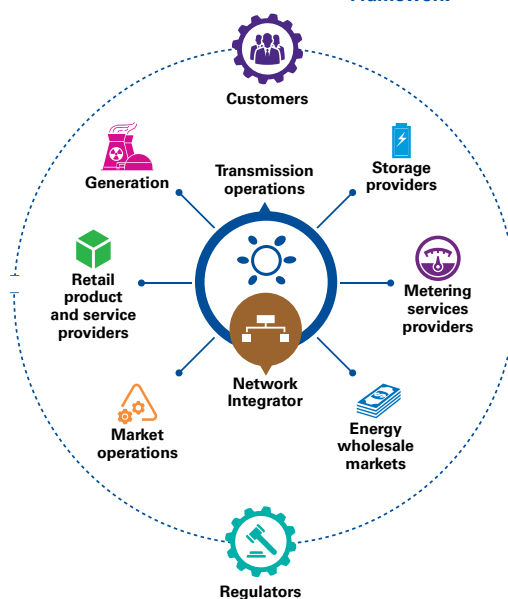 Framework
Customers
Generation
Transmission
operations
Storage
providers
Retail
product
and service
providers
Metering
services
providers
Network
Integrator
Market
operations
Energy
wholesale
markets
Regulators